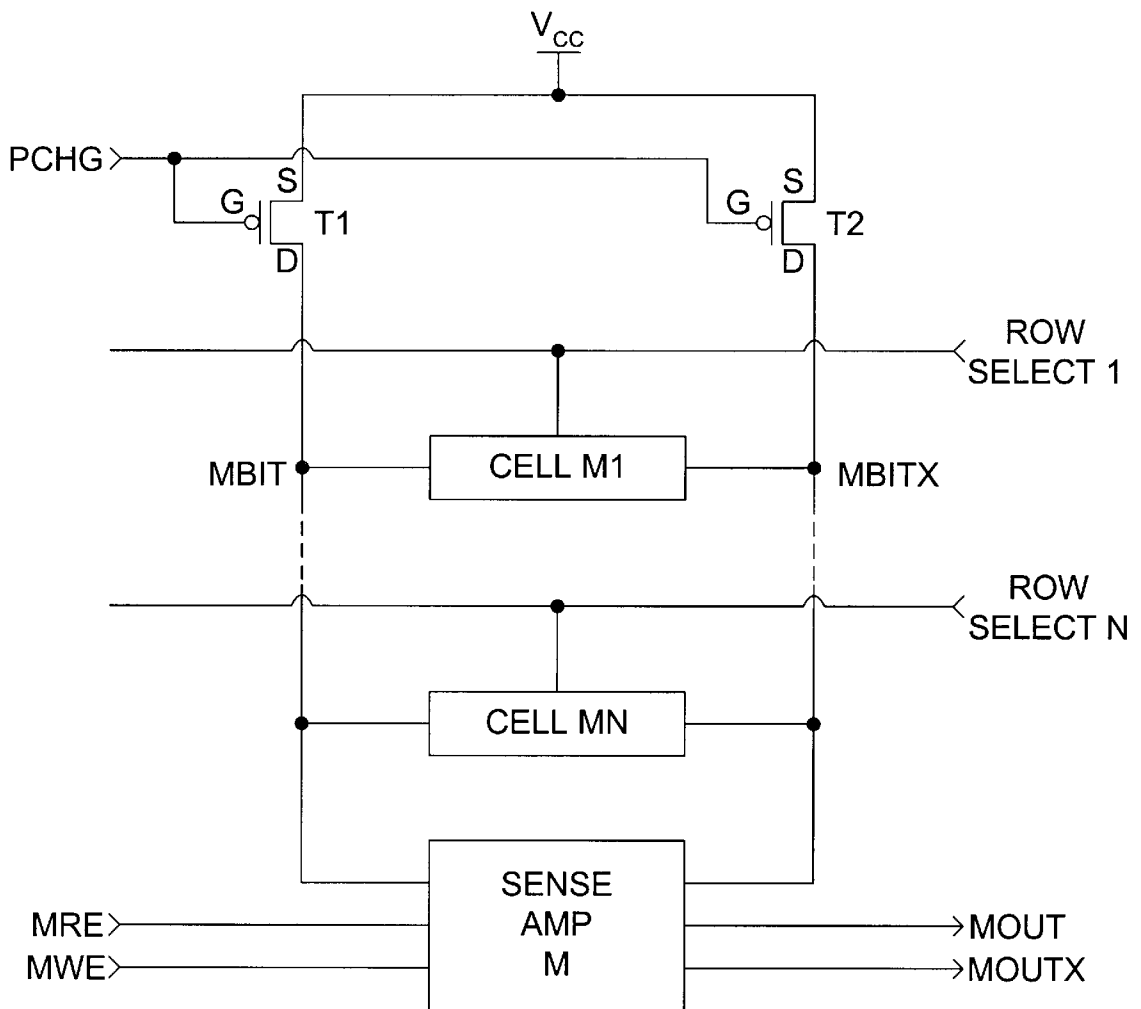 VCC
PCHG
S
G
T1
D
S
G
T2
D
ROW
SELECT 1
MBIT
CELL M1
MBITX
ROW
SELECT N
CELL MN
SENSE
AMP
M
MRE
MWE
MOUT
MOUTX